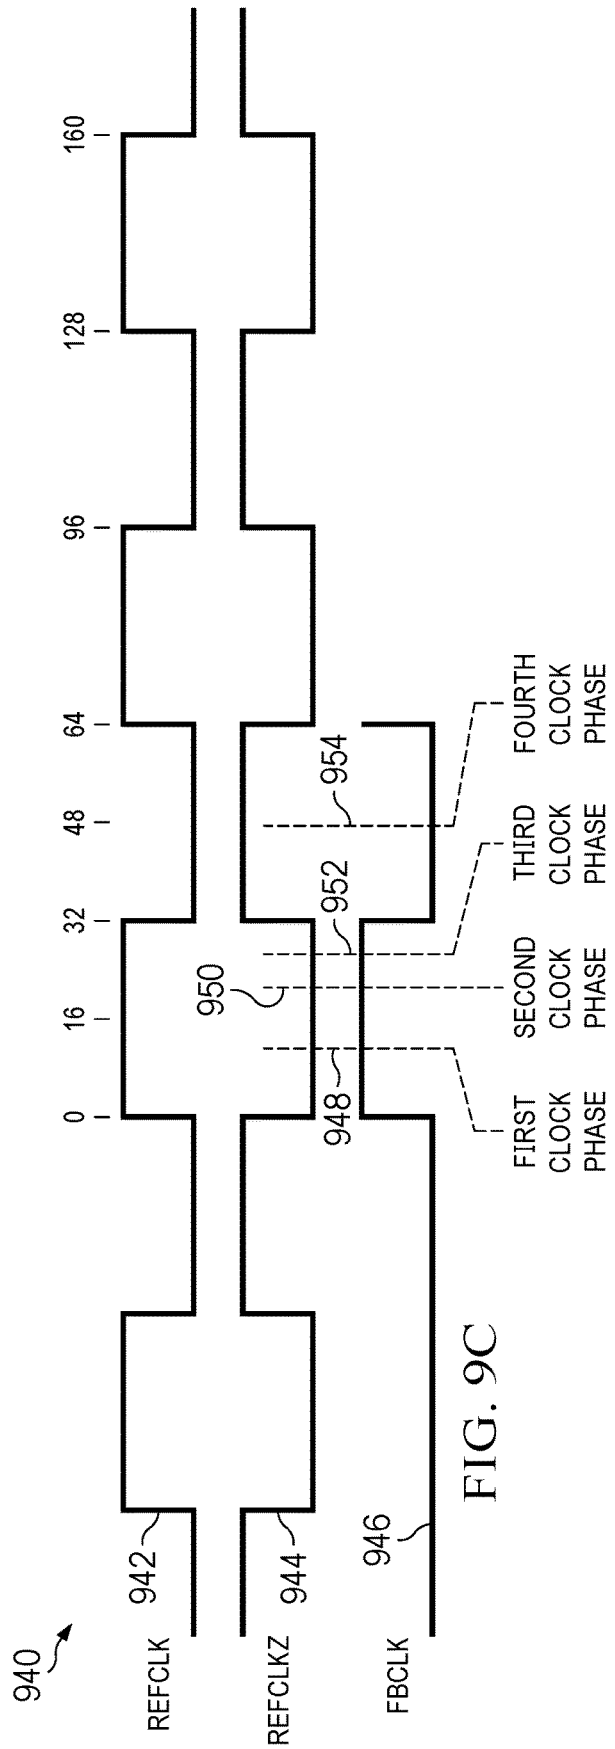 940
0
16
32
48
64
96
128
160
REFCLK
942
REFCLKZ
944
950
FBCLK
946
948
952
954
FIRST
CLOCK
PHASE
SECOND
CLOCK
PHASE
THIRD
CLOCK
PHASE
FOURTH
CLOCK
PHASE
FIG. 9C